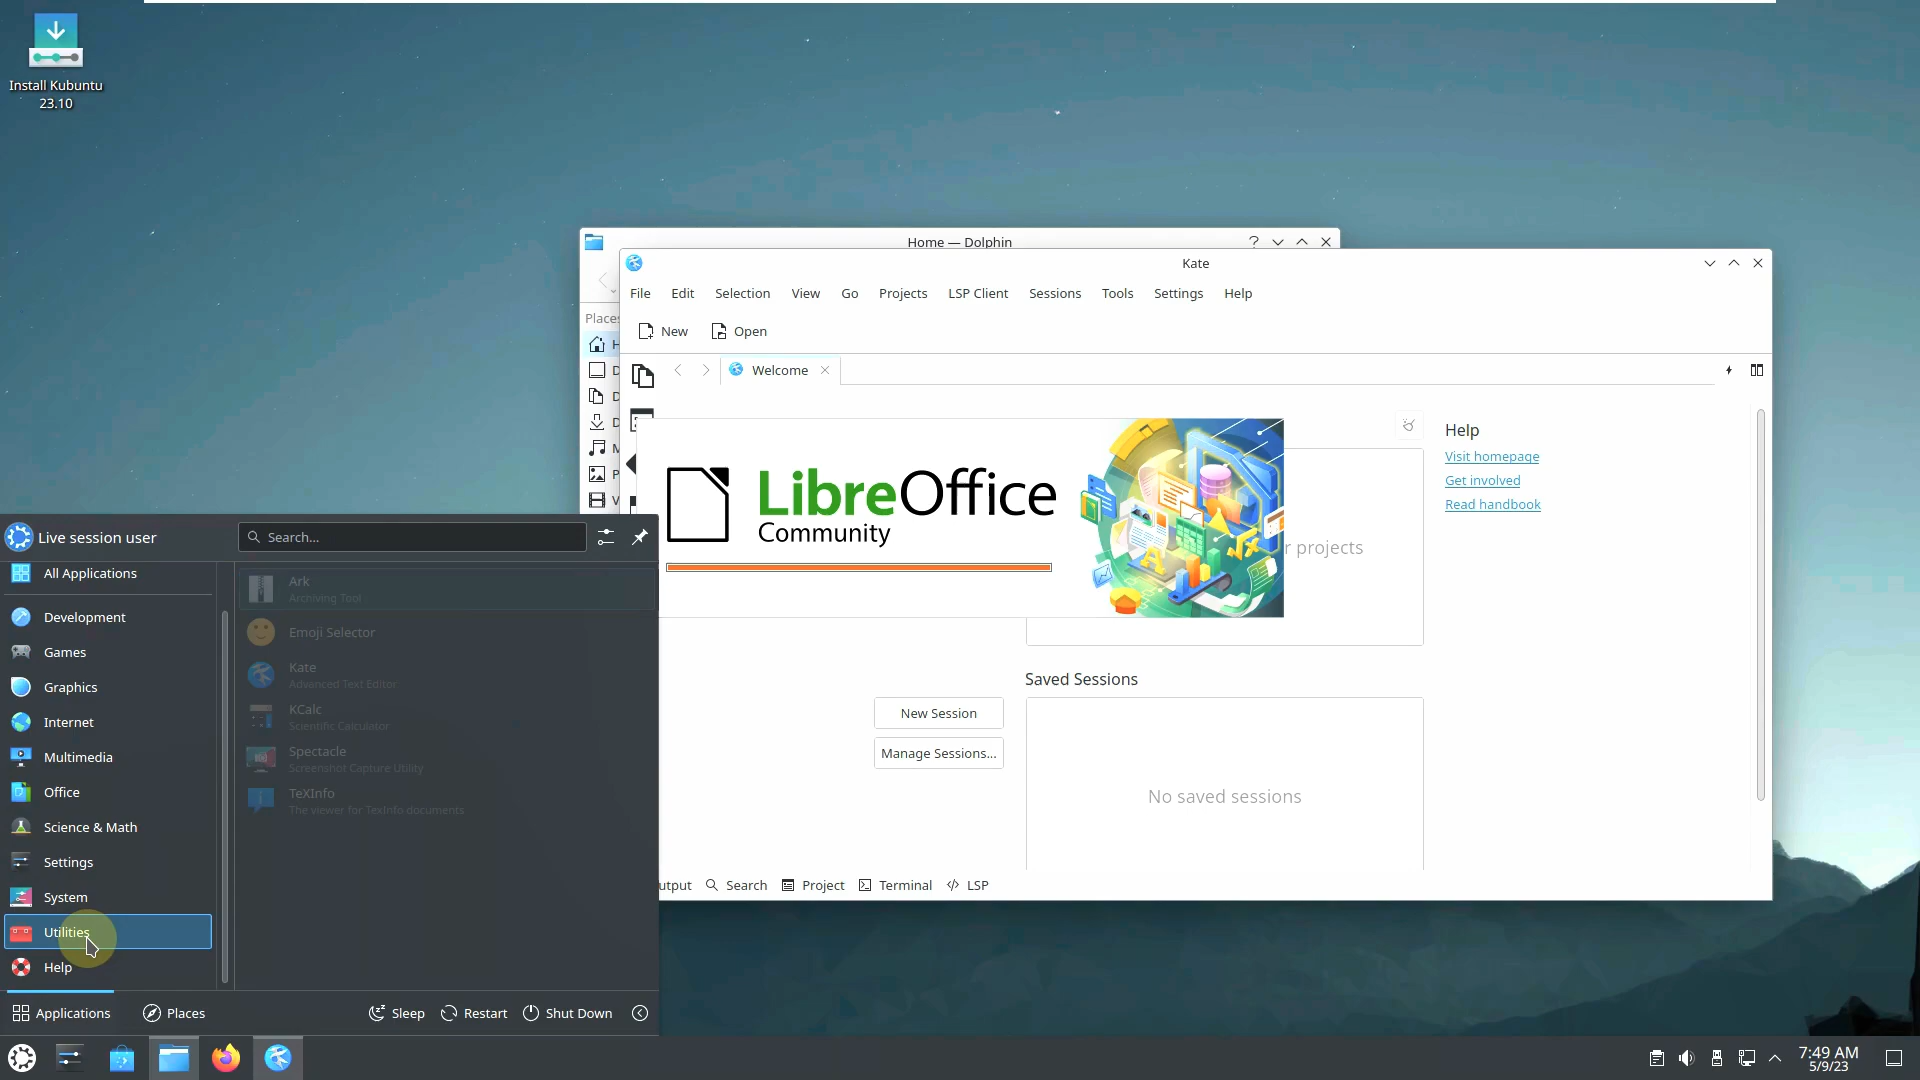 Install Kubuntu
23.10
Home — Dolphin
Kate
File Edit Selection View Go Projects LSP Client Sessions Tools Settings Help
New Open
Welcome
Help
Visit homepage
Get involved
Read handbook
LibreOffice
Community
r projects
Saved Sessions
New Session
Manage Sessions...
No saved sessions
utput Search Project Terminal LSP
Live session user
Search...
All Applications
Development
Games
Graphics
Internet
Multimedia
Office
Science & Math
Settings
System
Utilities
Help
Ark
Archiving Tool
Emoji Selector
Kate
Advanced Text Editor
KCalc
Scientific Calculator
Spectacle
Screenshot Capture Utility
TeXInfo
The viewer for TexInfo documents
Applications Places Sleep Restart Shut Down
7:49 AM
5/9/23